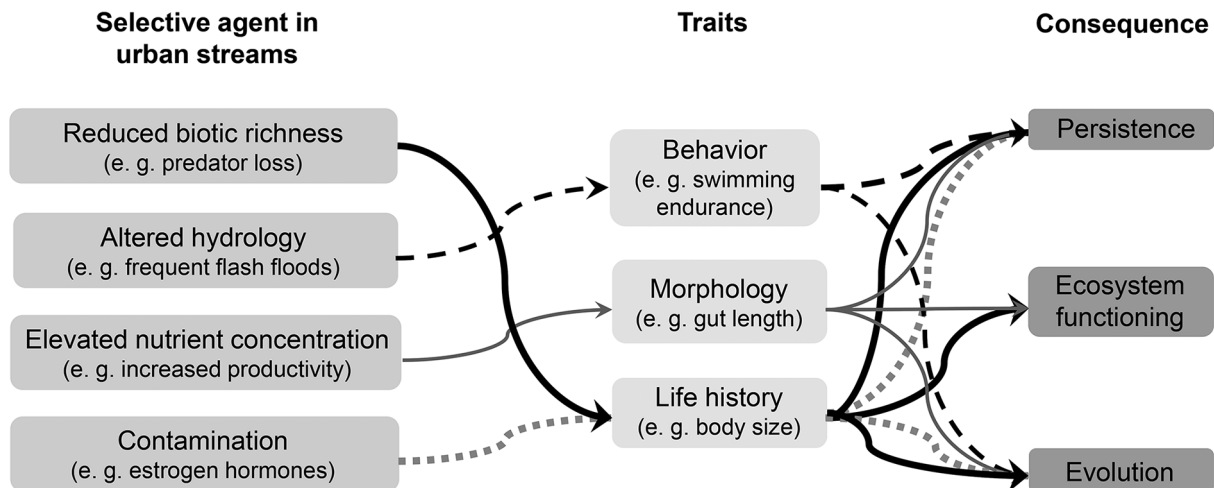 Selective agent in
urban streams
Traits
Consequence
Reduced biotic richness
(e. g. predator loss)
Altered hydrology
(e. g. frequent flash floods)
Elevated nutrient concentration
(e. g. increased productivity)
Contamination
(e. g. estrogen hormones)
Behavior
(e. g. swimming
endurance)
Morphology
(e. g. gut length)
Life history
(e. g. body size)
Persistence
Ecosystem
functioning
Evolution